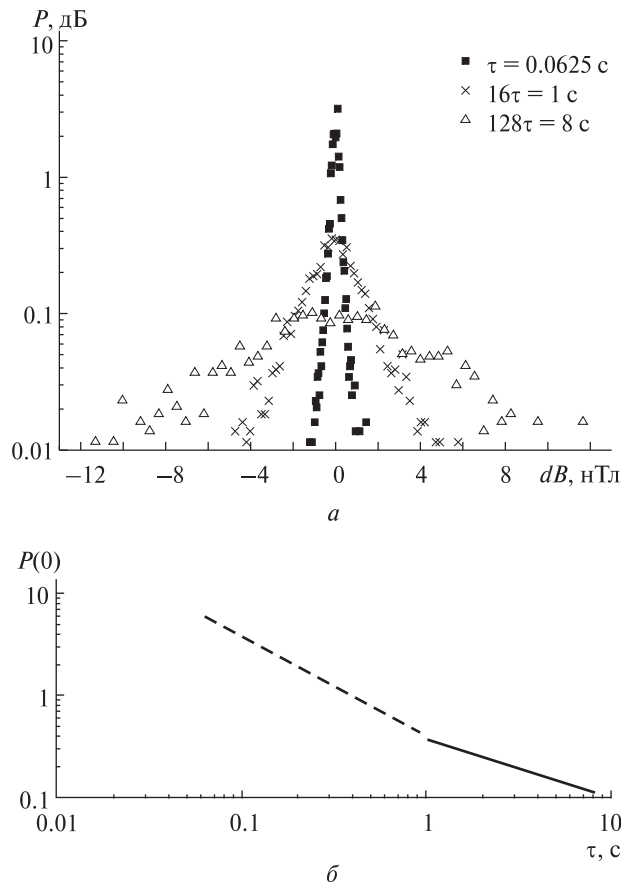 P, дБ
10
τ = 0.0625 с
16τ = 1 с
128τ = 8 с
1
0.1
0.01
−12 −8 −4 0 4 8 dB, нТл
а
P(0)
10
1
0.1
0.01 0.1 1 10
τ, с
б